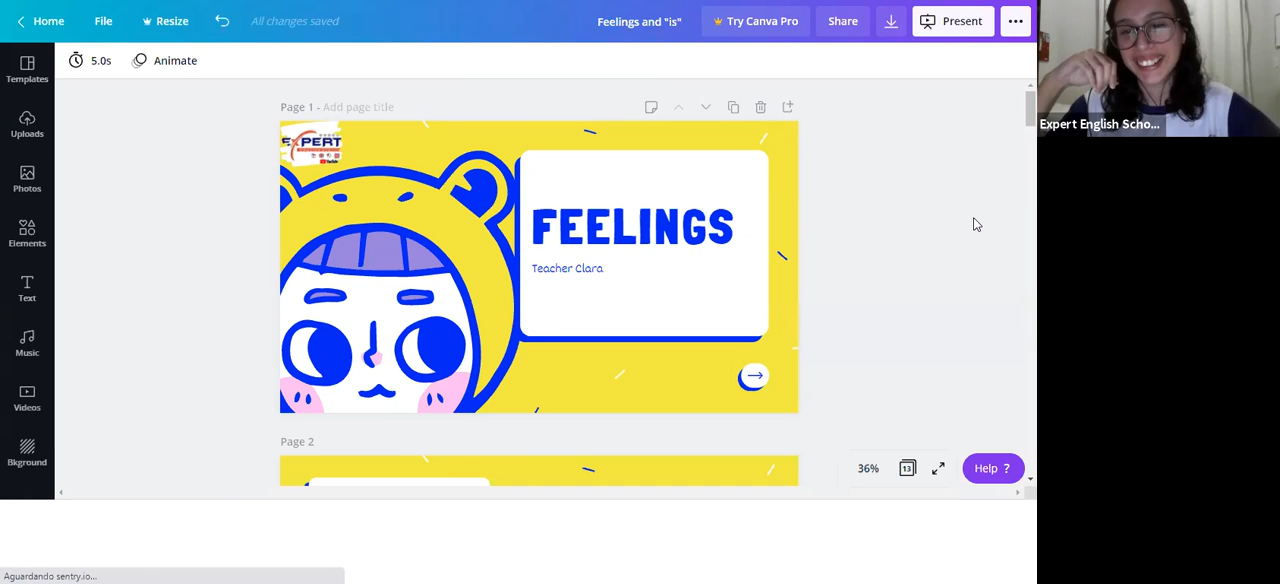 Home File Resize All changes saved Feelings and "is" Try Canva Pro Share Present
5.0s Animate
Templates
Uploads
Photos
Elements
Text
Music
Videos
Bkground
Page 1 - Add page title
EXPERT
FEELINGS
Teacher Clara
Page 2
36% 13 Help ?
Expert English Scho...
Aguardando sentry.io...